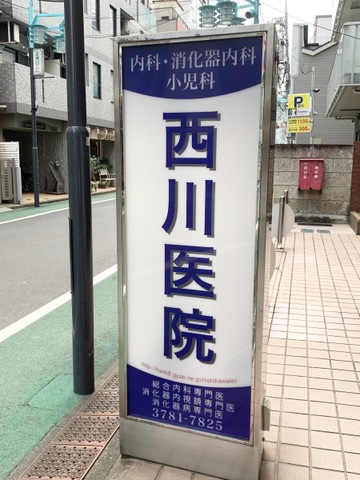 内科・消化器内科
小児科
西川医院
総合内科専門医
消化器内視鏡専門医
消化器病専門医
3781-7825
P